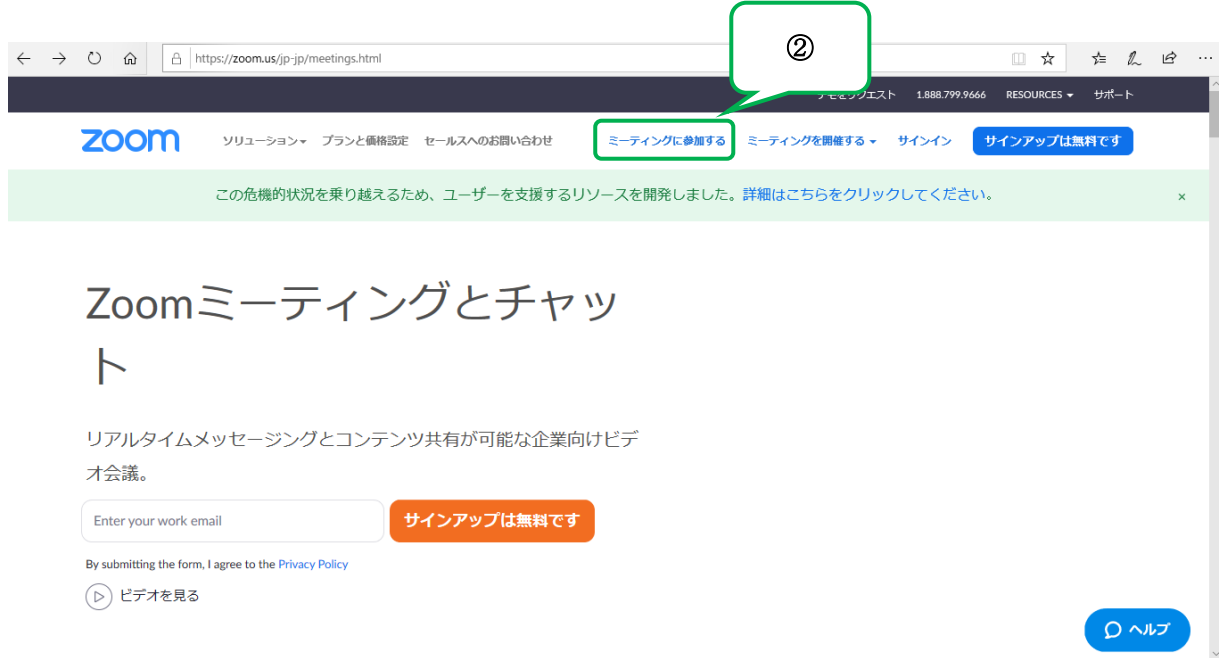 ②
https://zoom.us/jp-jp/meetings.html
1.888.799.9666 RESOURCES サポート
zoom ソリューション プランと価格設定 セールスへのお問い合わせ ミーティングに参加する ミーティングを開催する サインイン サインアップは無料です
この危機的状況を乗り越えるため、ユーザーを支援するリソースを開発しました。詳細はこちらをクリックしてください。 ×
Zoomミーティングとチャッ
ト
リアルタイムメッセージングとコンテンツ共有が可能な企業向けビデ
オ会議。
Enter your work email サインアップは無料です
By submitting the form, I agree to the Privacy Policy
ビデオを見る
ヘルプ